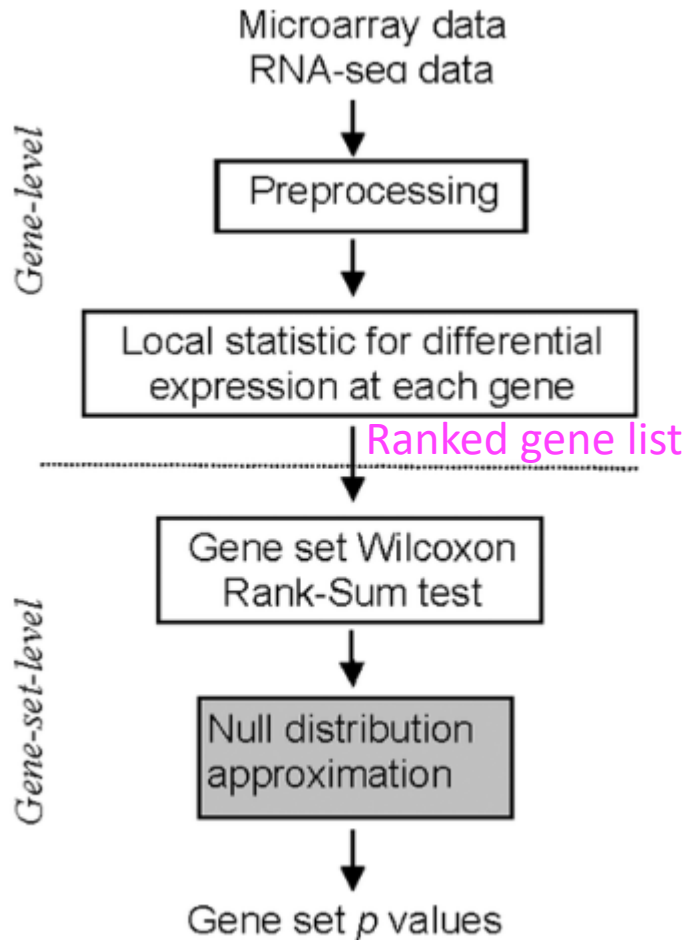 Microarray data
RNA-seq data
Gene-level
Preprocessing
Local statistic for differential
expression at each gene
Ranked gene list
Gene set Wilcoxon
Rank-Sum test
Gene-set-level
Null distribution
approximation
Gene set p values